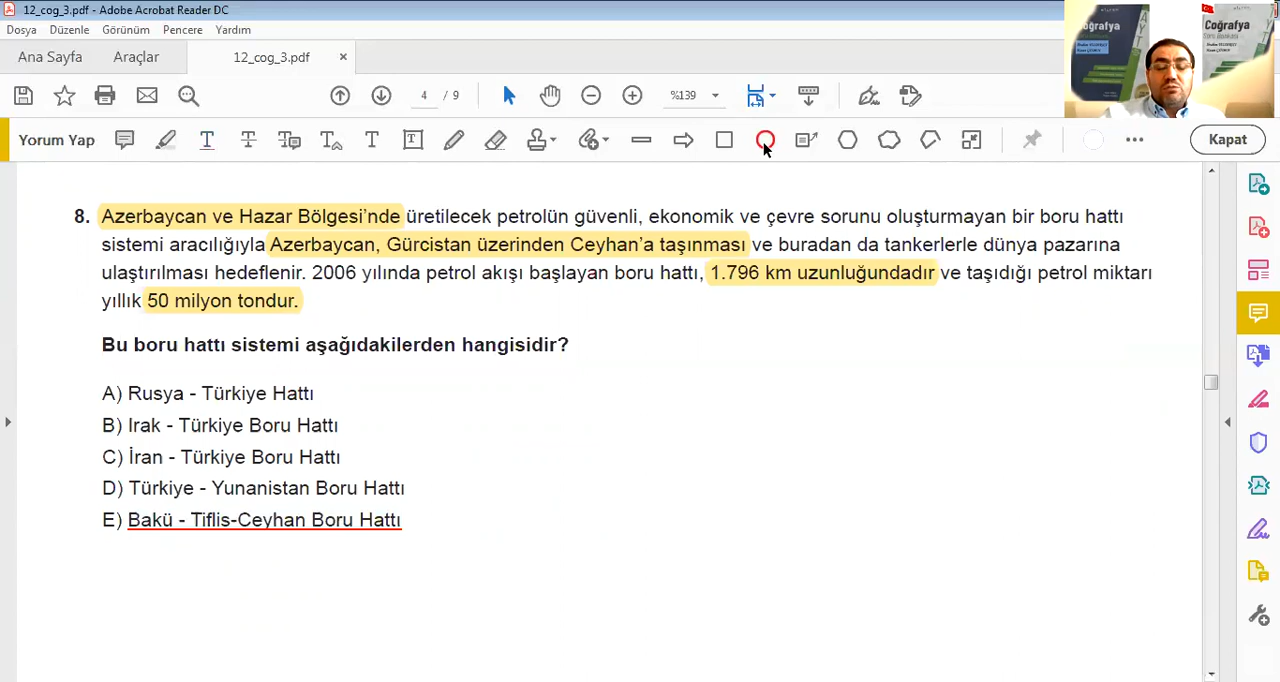 12_cog_3.pdf - Adobe Acrobat Reader DC
Dosya Düzenle Görünüm Pencere Yardım
Ana Sayfa Araçlar 12_cog_3.pdf
4 / 9 %139
Yorum Yap Kapat
Coğrafya
8. Azerbaycan ve Hazar Bölgesi’nde üretilecek petrolün güvenli, ekonomik ve çevre sorunu oluşturmayan bir boru hattı
sistemi aracılığıyla Azerbaycan, Gürcistan üzerinden Ceyhan’a taşınması ve buradan da tankerlerle dünya pazarına
ulaştırılması hedeflenir. 2006 yılında petrol akışı başlayan boru hattı, 1.796 km uzunluğundadır ve taşıdığı petrol miktarı
yıllık 50 milyon tondur.
Bu boru hattı sistemi aşağıdakilerden hangisidir?
A) Rusya - Türkiye Hattı
B) Irak - Türkiye Boru Hattı
C) İran - Türkiye Boru Hattı
D) Türkiye - Yunanistan Boru Hattı
E) Bakü - Tiflis-Ceyhan Boru Hattı